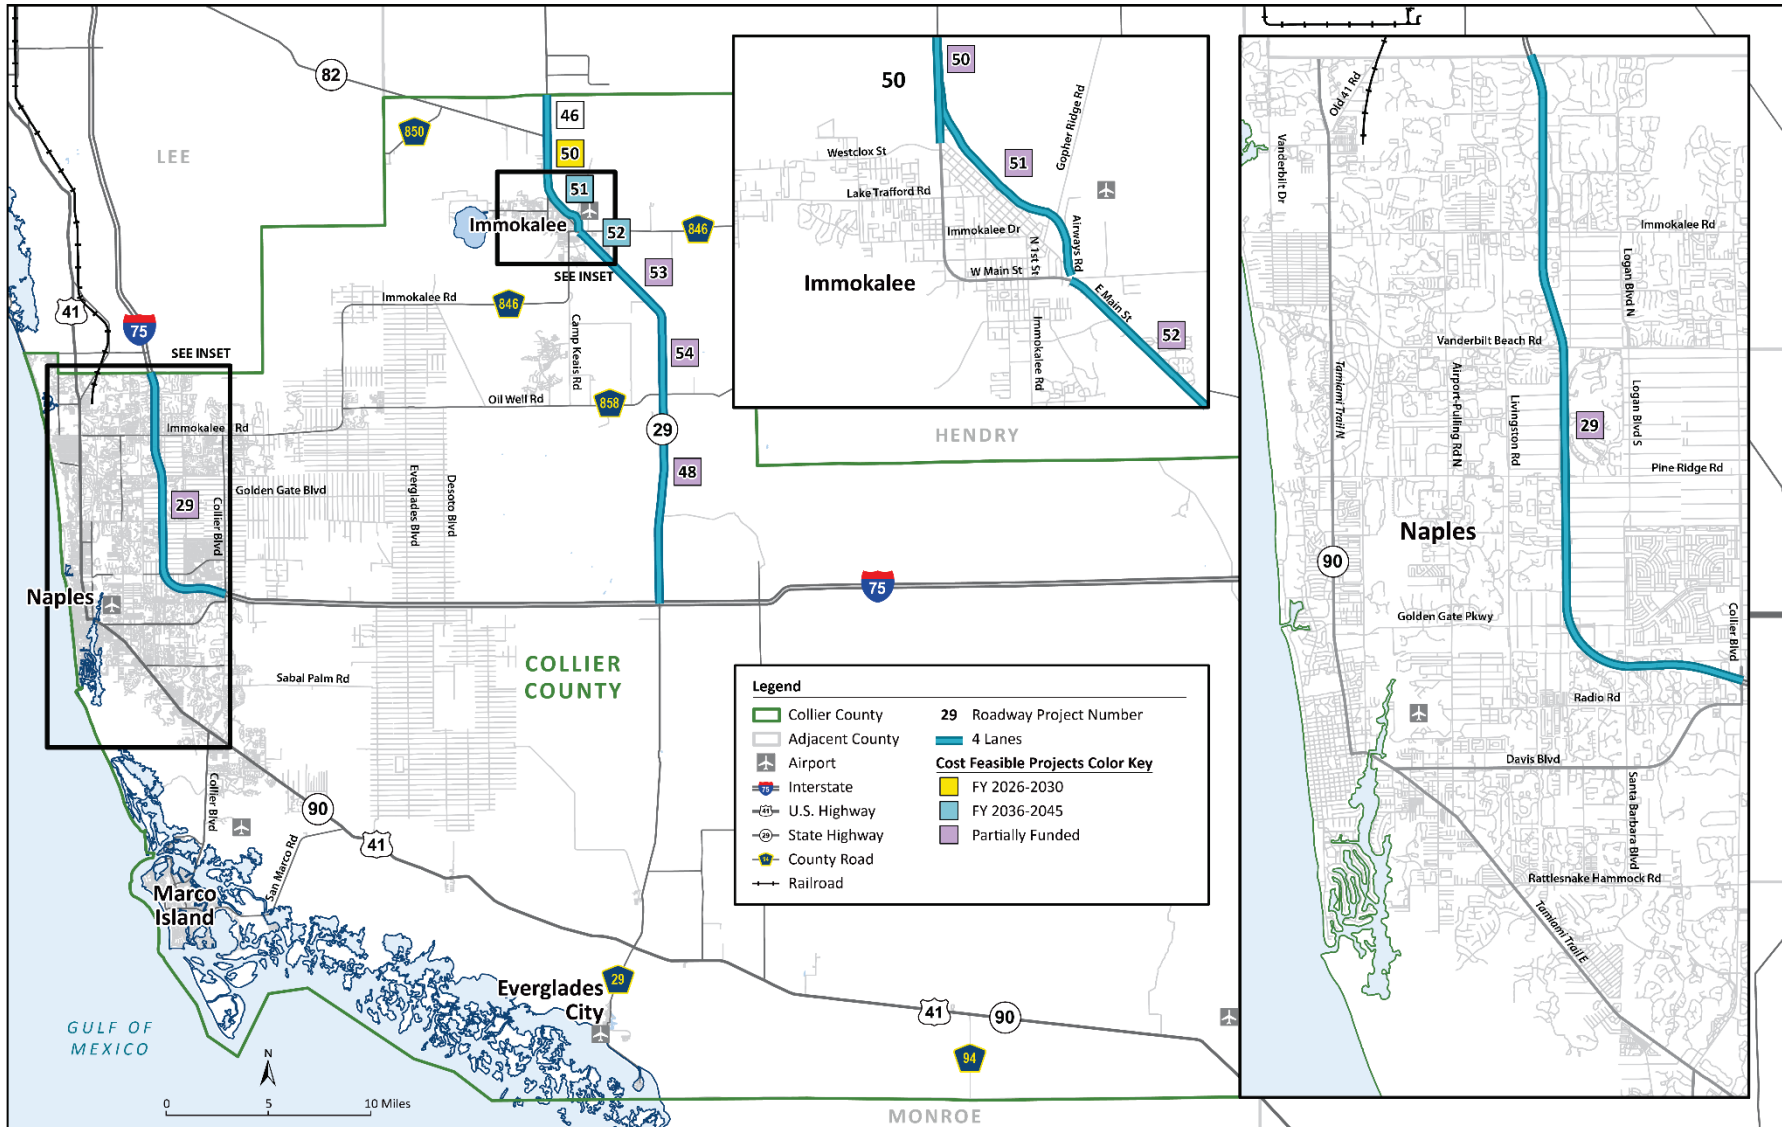 82
850
LEE
46
50
51
Immokalee
52
846
SEE INSET
53
Immokalee Rd
846
41
75
SEE INSET
Camp Keais Rd
54
Oil Well Rd
858
Immokalee Rd
29
HENDRY
48
Golden Gate Blvd
29
Collier Blvd
Everglades Blvd
Desoto Blvd
75
Naples
COLLIER
COUNTY
Sabal Palm Rd
Collier Blvd
90
41
San Marco Rd
Marco
Island
Everglades
City
29
41
90
94
GULF OF
MEXICO
N
0
5
10 Miles
MONROE
50
50
Gopher Ridge Rd
Westclox St
51
Lake Trafford Rd
Immokalee Dr
N 1st St
Airways Rd
W Main St
Immokalee
E Main St
Immokalee Rd
52
Legend
Collier County
Adjacent County
Airport
75
Interstate
41
U.S. Highway
29
State Highway
14
County Road
Railroad
29 Roadway Project Number
4 Lanes
Cost Feasible Projects Color Key
FY 2026-2030
FY 2036-2045
Partially Funded
Old 41 Rd
Vanderbilt Dr
Immokalee Rd
Logan Blvd N
Vanderbilt Beach Rd
Tamiami Trail N
Airport-Pulling Rd N
Livingston Rd
Logan Blvd S
29
Pine Ridge Rd
Naples
90
Golden Gate Pkwy
Collier Blvd
Radio Rd
Davis Blvd
Santa Barbara Blvd
Rattlesnake Hammock Rd
Tamiami Trail E